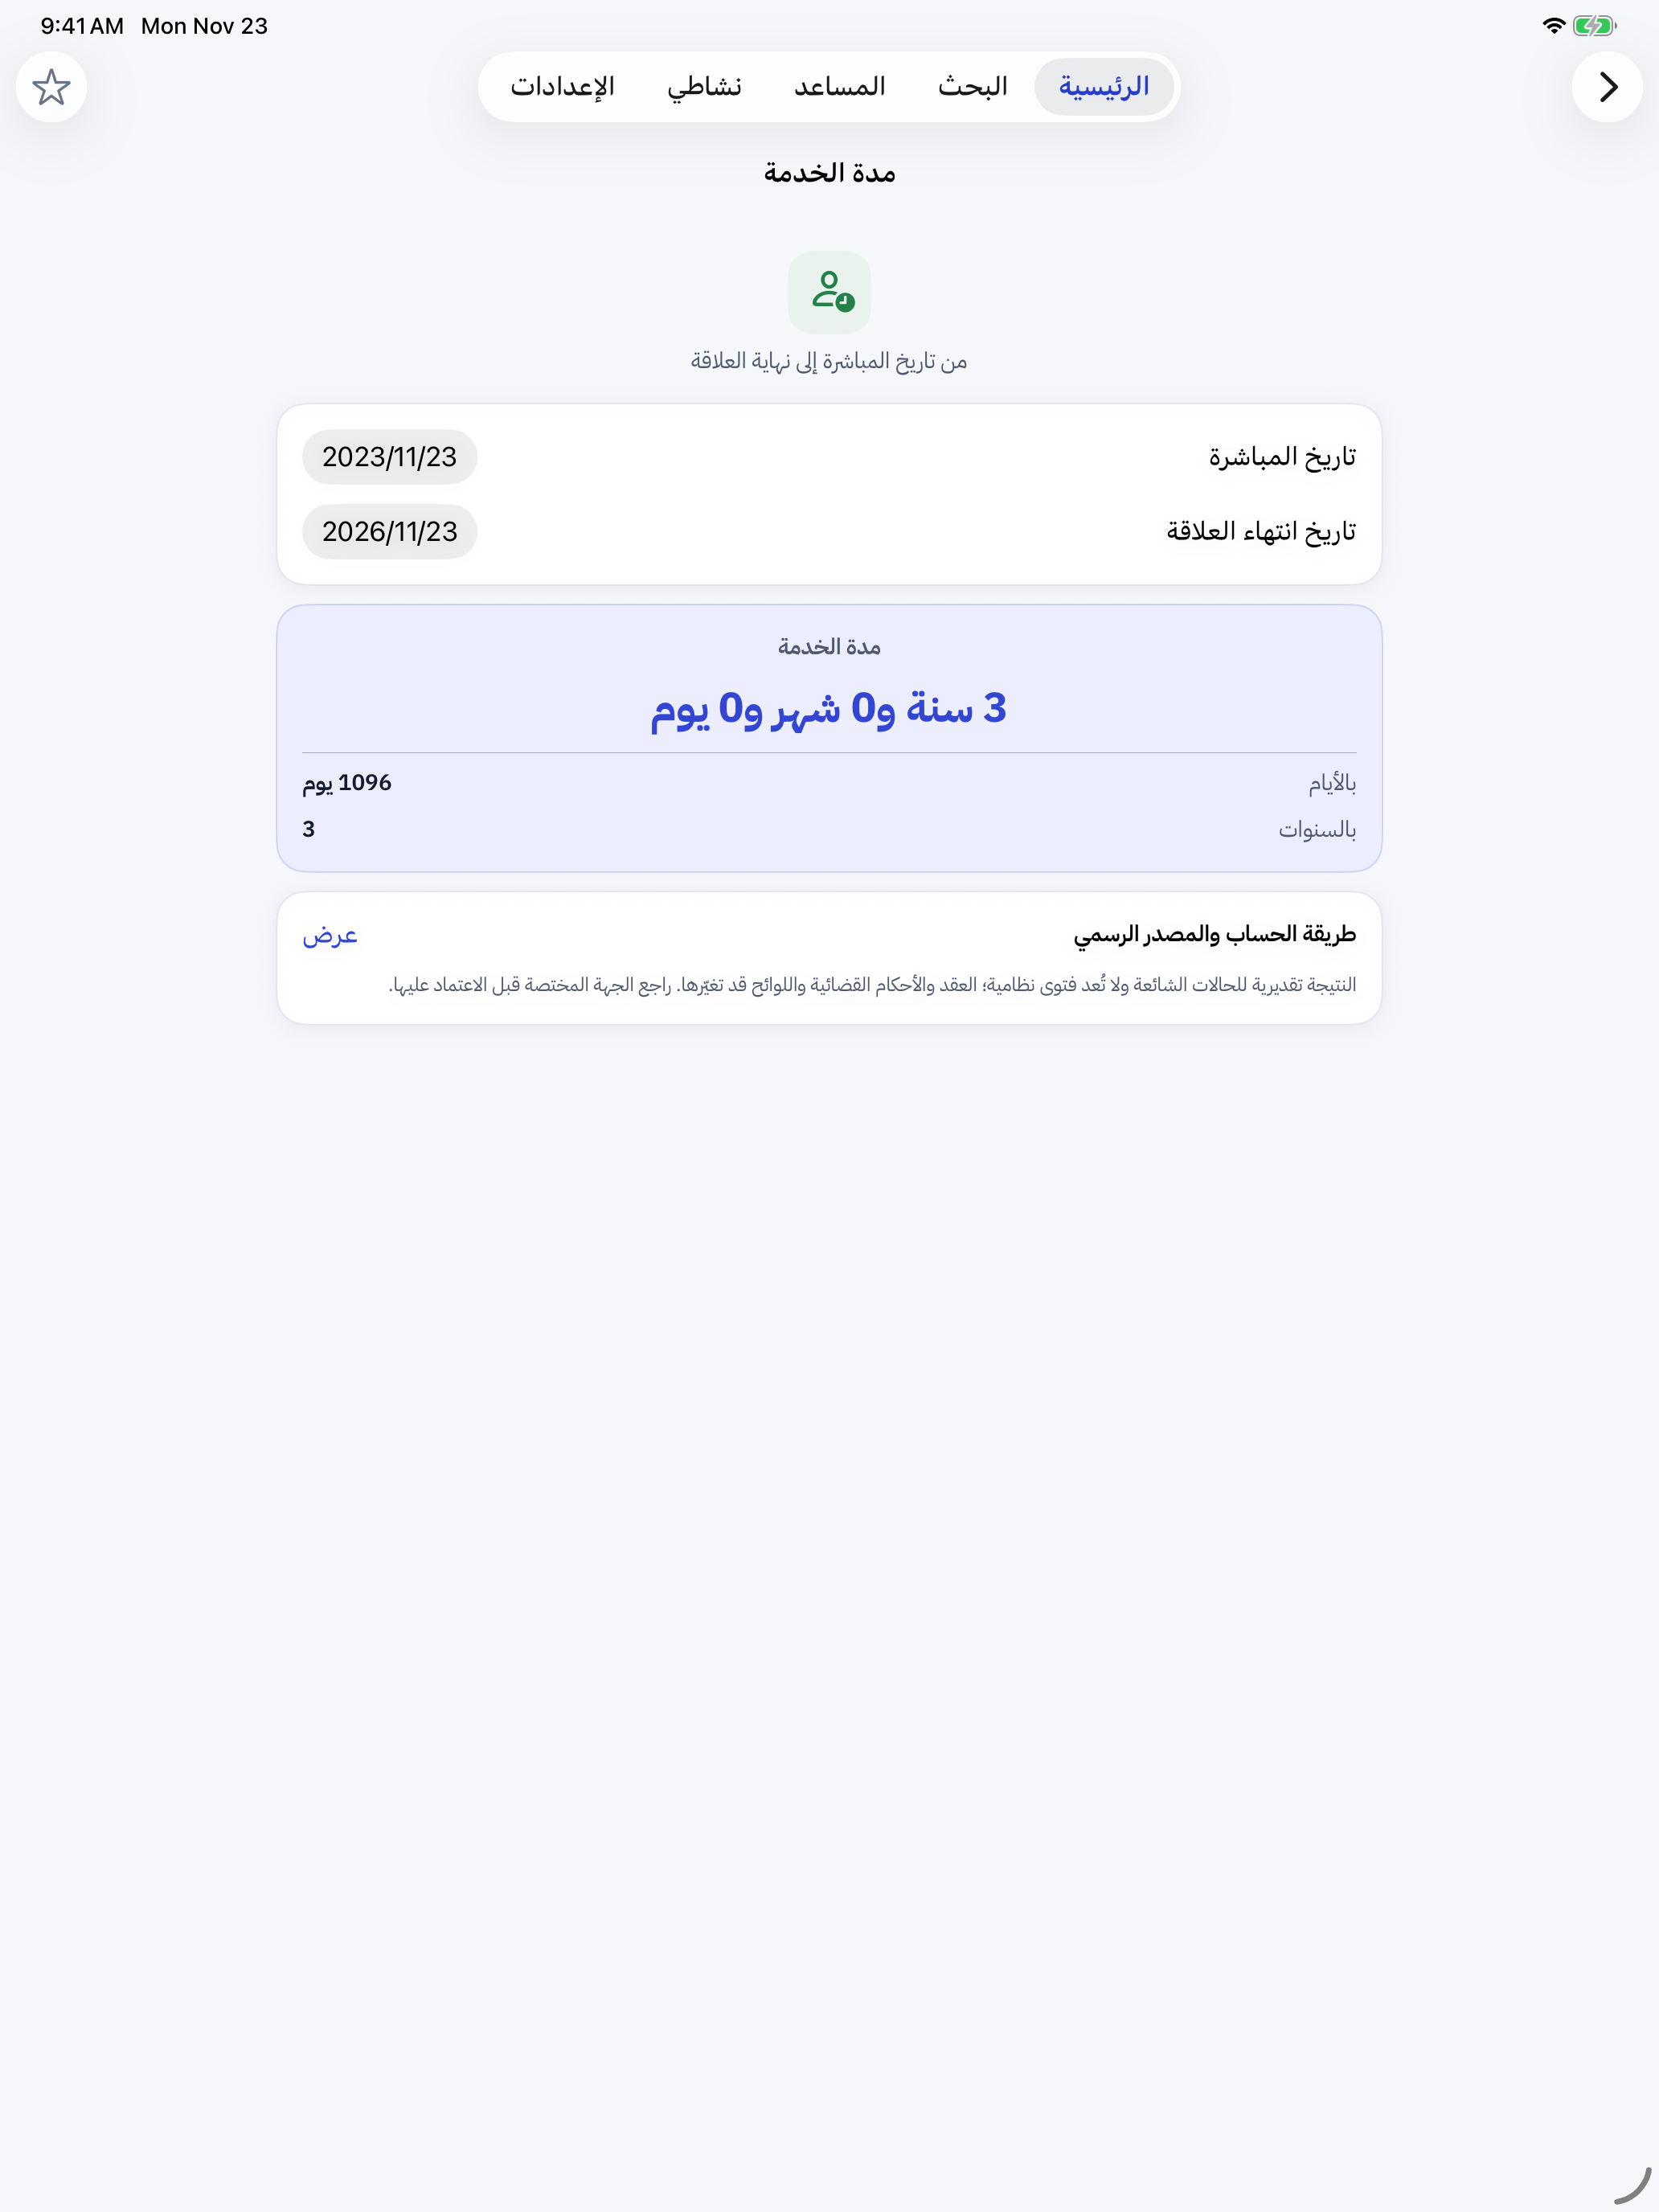 9:41 AM Mon Nov 23
الرئيسية البحث المساعد نشاطي الإعدادات
مدة الخدمة
من تاريخ المباشرة إلى نهاية العلاقة
تاريخ المباشرة 2023/11/23
تاريخ انتهاء العلاقة 2026/11/23
مدة الخدمة
3 سنة و0 شهر و0 يوم
بالأيام 1096 يوم
بالسنوات 3
طريقة الحساب والمصدر الرسمي عرض
النتيجة تقديرية للحالات الشائعة ولا تُعد فتوى نظامية؛ العقد والأحكام القضائية واللوائح قد تغيّرها. راجع الجهة المختصة قبل الاعتماد عليها.